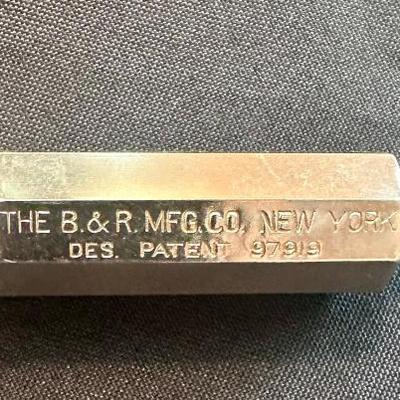 THE B.& R. MFG.CO. NEW YORK
DES. PATENT 97919